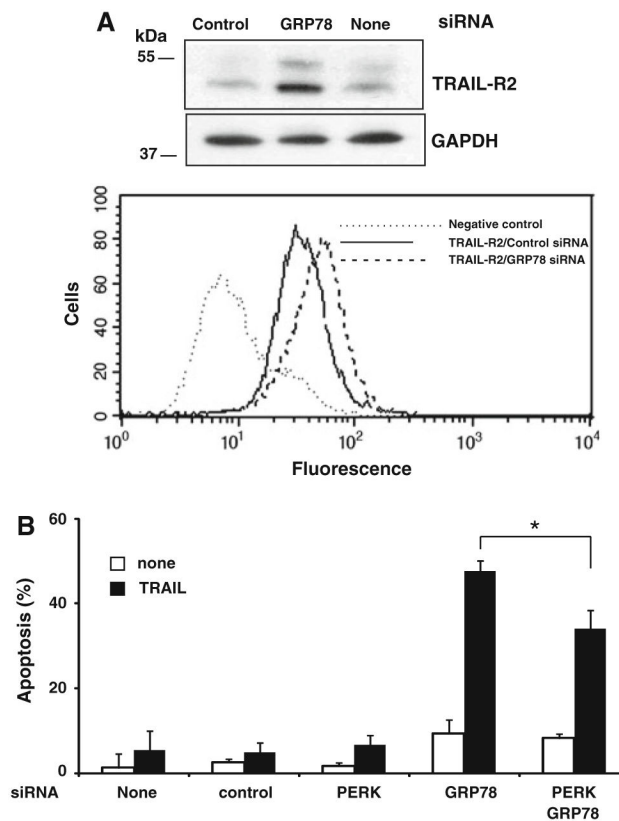 A
Control GRP78 None siRNA
kDa
55
TRAIL-R2
GAPDH
37
100
80
60
40
20
0
Cells
Negative control
TRAIL-R2/Control siRNA
TRAIL-R2/GRP78 siRNA
10^0 10^1 10^2 10^3 10^4
Fluorescence
B
60
40
20
0
Apoptosis (%)
none
TRAIL
*
siRNA None control PERK GRP78 PERK
GRP78